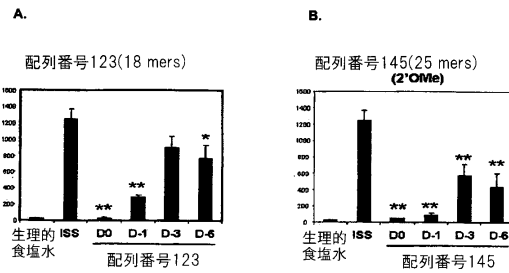 A.
配列番号123(18 mers)
1600
1400
1200
1000
800
600
400
200
0
**
**
*
生理的
食塩水
ISS
D0
D-1
D-3
D-6
配列番号123
B.
配列番号145(25 mers)
(2'OMe)
1600
1400
1200
1000
800
600
400
200
0
**
**
**
**
生理的
食塩水
ISS
D0
D-1
D-3
D-6
配列番号145